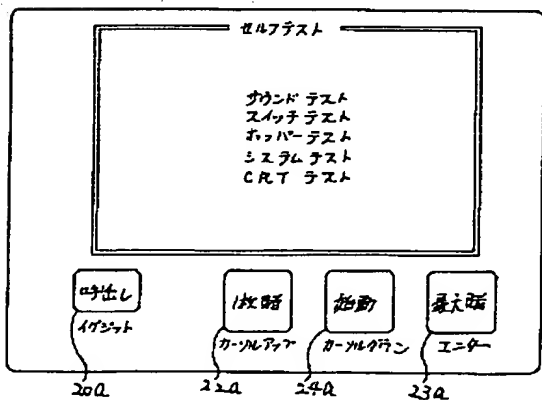 セルフテスト
サウンド テスト
スイッチ テスト
ホッパー テスト
システム テスト
CRT テスト
呼出し 1枚賭 始動 最大賭
イグジット カーソルアップ カーソルダウン エンター
20a 22a 24a 23a